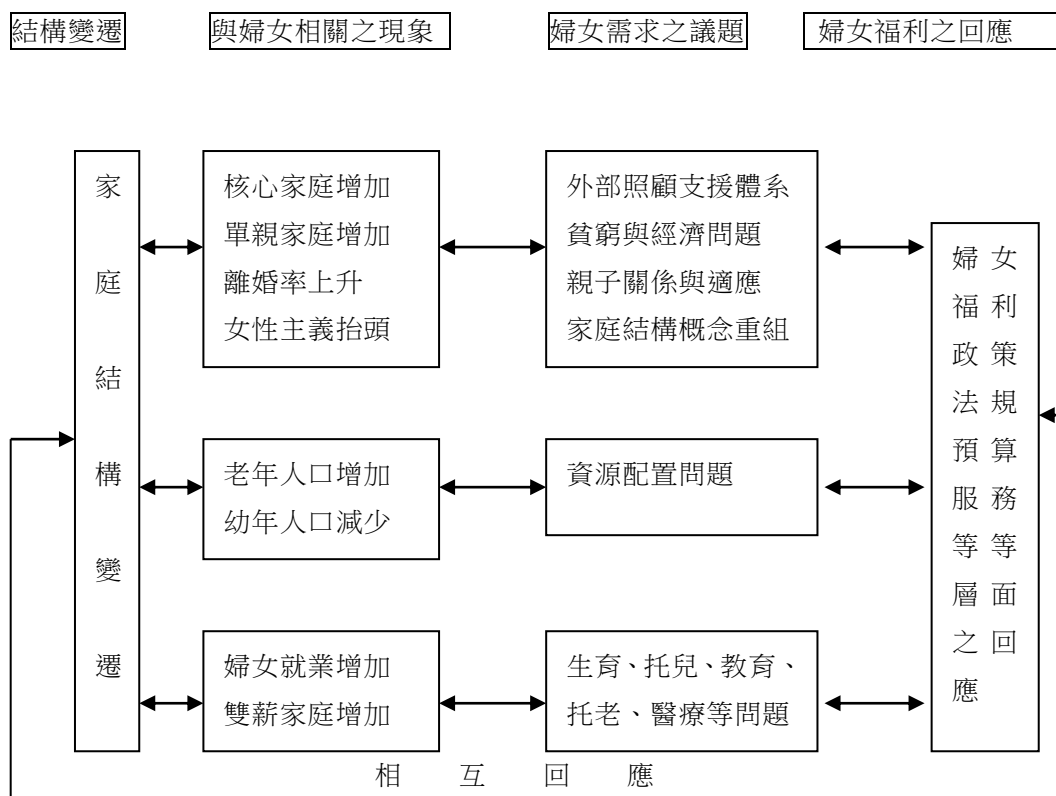 結構變遷
與婦女相關之現象
婦女需求之議題
婦女福利之回應
家庭結構變遷
核心家庭增加
單親家庭增加
離婚率上升
女性主義抬頭
外部照顧支援體系
貧窮與經濟問題
親子關係與適應
家庭結構概念重組
老年人口增加
幼年人口減少
資源配置問題
婦女就業增加
雙薪家庭增加
生育、托兒、教育、
托老、醫療等問題
婦女
福利
政策
法規
預算
服務
等等
層面
之回
應
相互回應